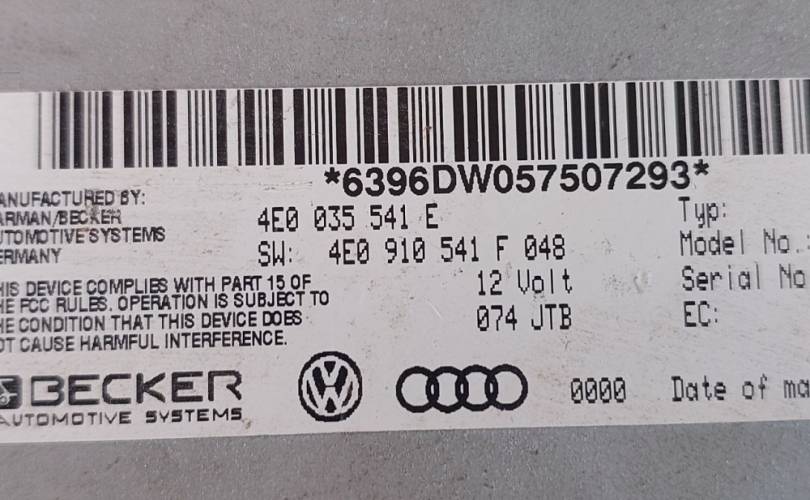 *6396DW057507293*
ANUFACTURED BY:
ARMAN/BECKER
UTOMOTIVE SYSTEMS
ERMANY
4E0 035 541 E
SW: 4E0 910 541 F 048
12 Volt
074 JTB
Typ:
Model No.:
Serial No
EC:
HIS DEVICE COMPLIES WITH PART 15 OF
HE FCC RULES. OPERATION IS SUBJECT TO
HE CONDITION THAT THIS DEVICE DOES
OT CAUSE HARMFUL INTERFERENCE.
BECKER
AUTOMOTIVE SYSTEMS
VW
0000
Date of ma